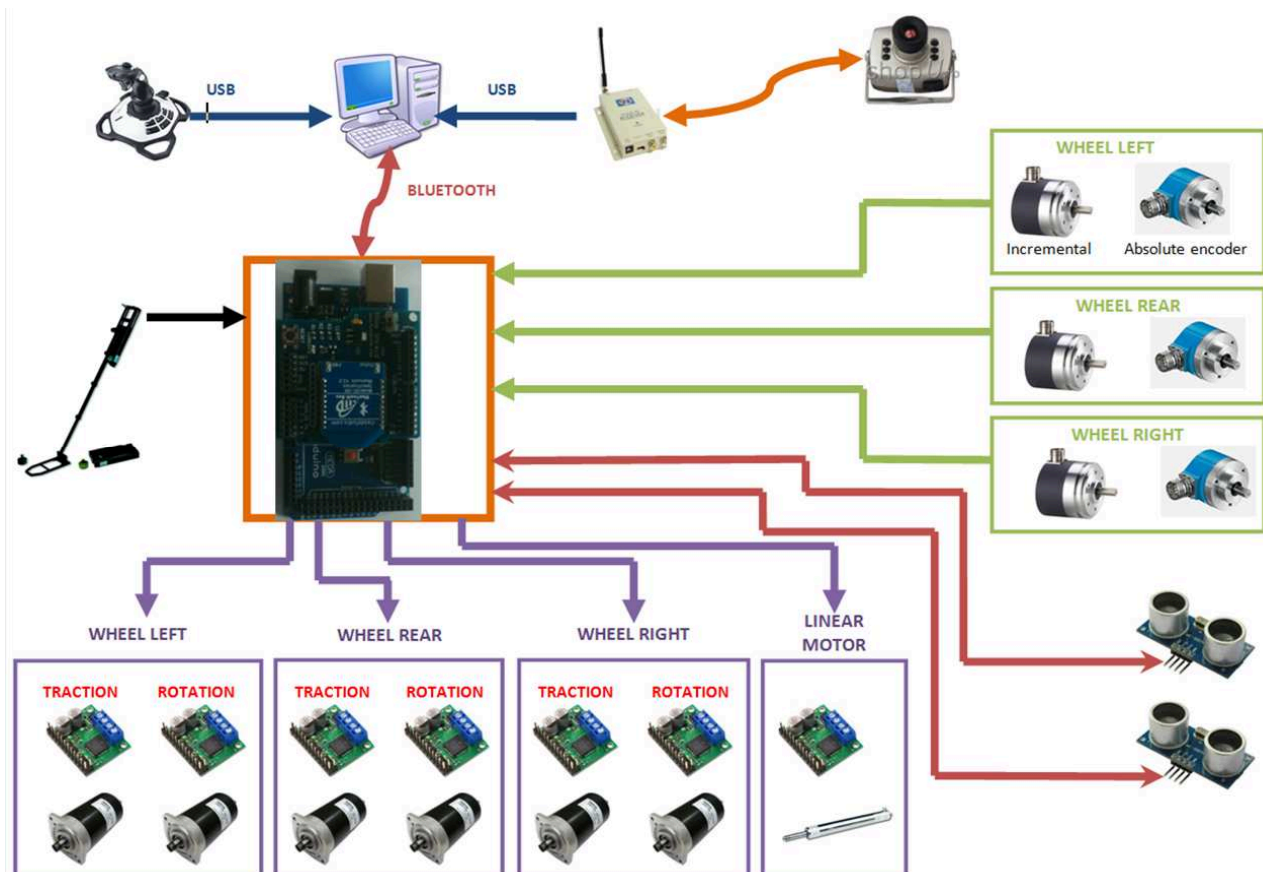 USB
USB
BLUETOOTH
WHEEL LEFT
Incremental
Absolute encoder
WHEEL REAR
WHEEL RIGHT
WHEEL LEFT
WHEEL REAR
WHEEL RIGHT
LINEAR
MOTOR
TRACTION
ROTATION
TRACTION
ROTATION
TRACTION
ROTATION